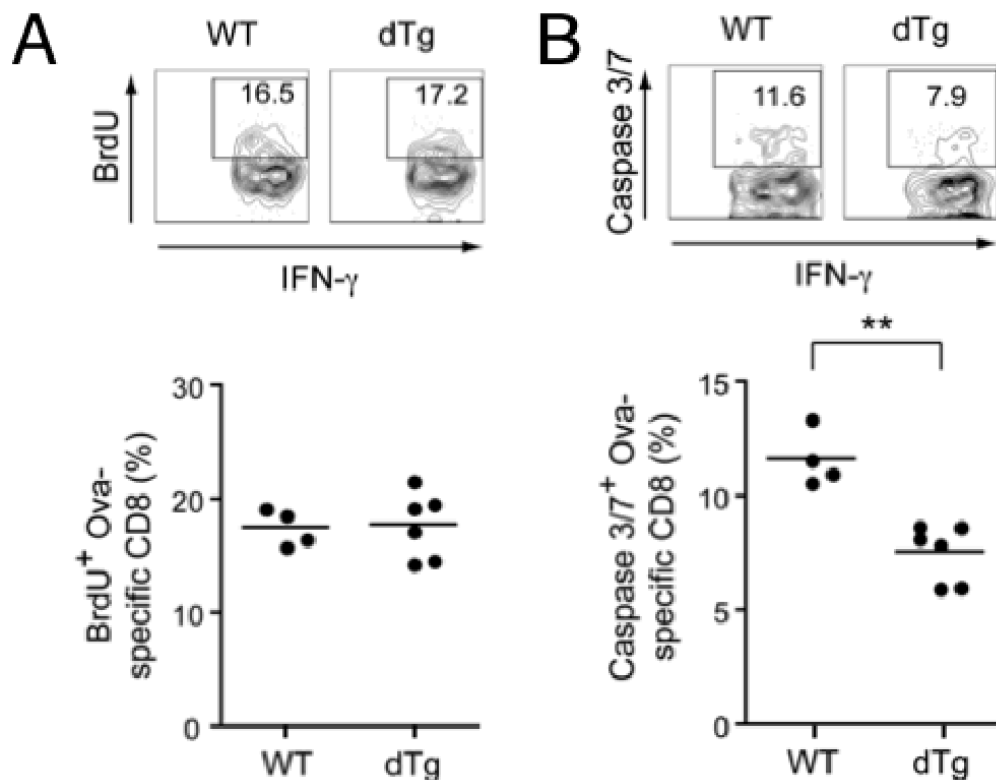 A
WT dTg
BrdU
16.5 17.2
IFN-γ
BrdU⁺ Ova-
specific CD8 (%)
30
20
10
0
WT dTg
B
WT dTg
Caspase 3/7
11.6 7.9
IFN-γ
**
Caspase 3/7⁺ Ova-
specific CD8 (%)
15
10
5
0
WT dTg